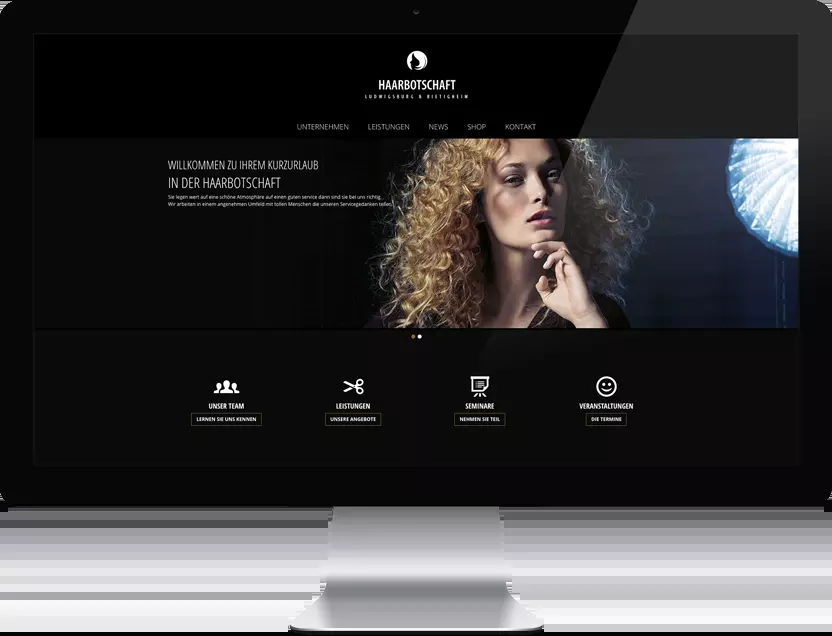 HAARBOTSCHAFT
LUDWIGSBURG & BIETIGHEIM
UNTERNEHMEN LEISTUNGEN NEWS SHOP KONTAKT
WILLKOMMEN ZU IHREM KURZURLAUB
IN DER HAARBOTSCHAFT
Sie legen wert auf eine schöne Atmosphäre auf einen guten service dann sind sie bei uns richtig.
Wir arbeiten in einem angenehmen Umfeld mit tollen Menschen die unseren Servicegedanken teilen.
UNSER TEAM LEISTUNGEN SEMINARE VERANSTALTUNGEN
LERNEN SIE UNS KENNEN UNSERE ANGEBOTE NEHMEN SIE TEIL DIE TERMINE